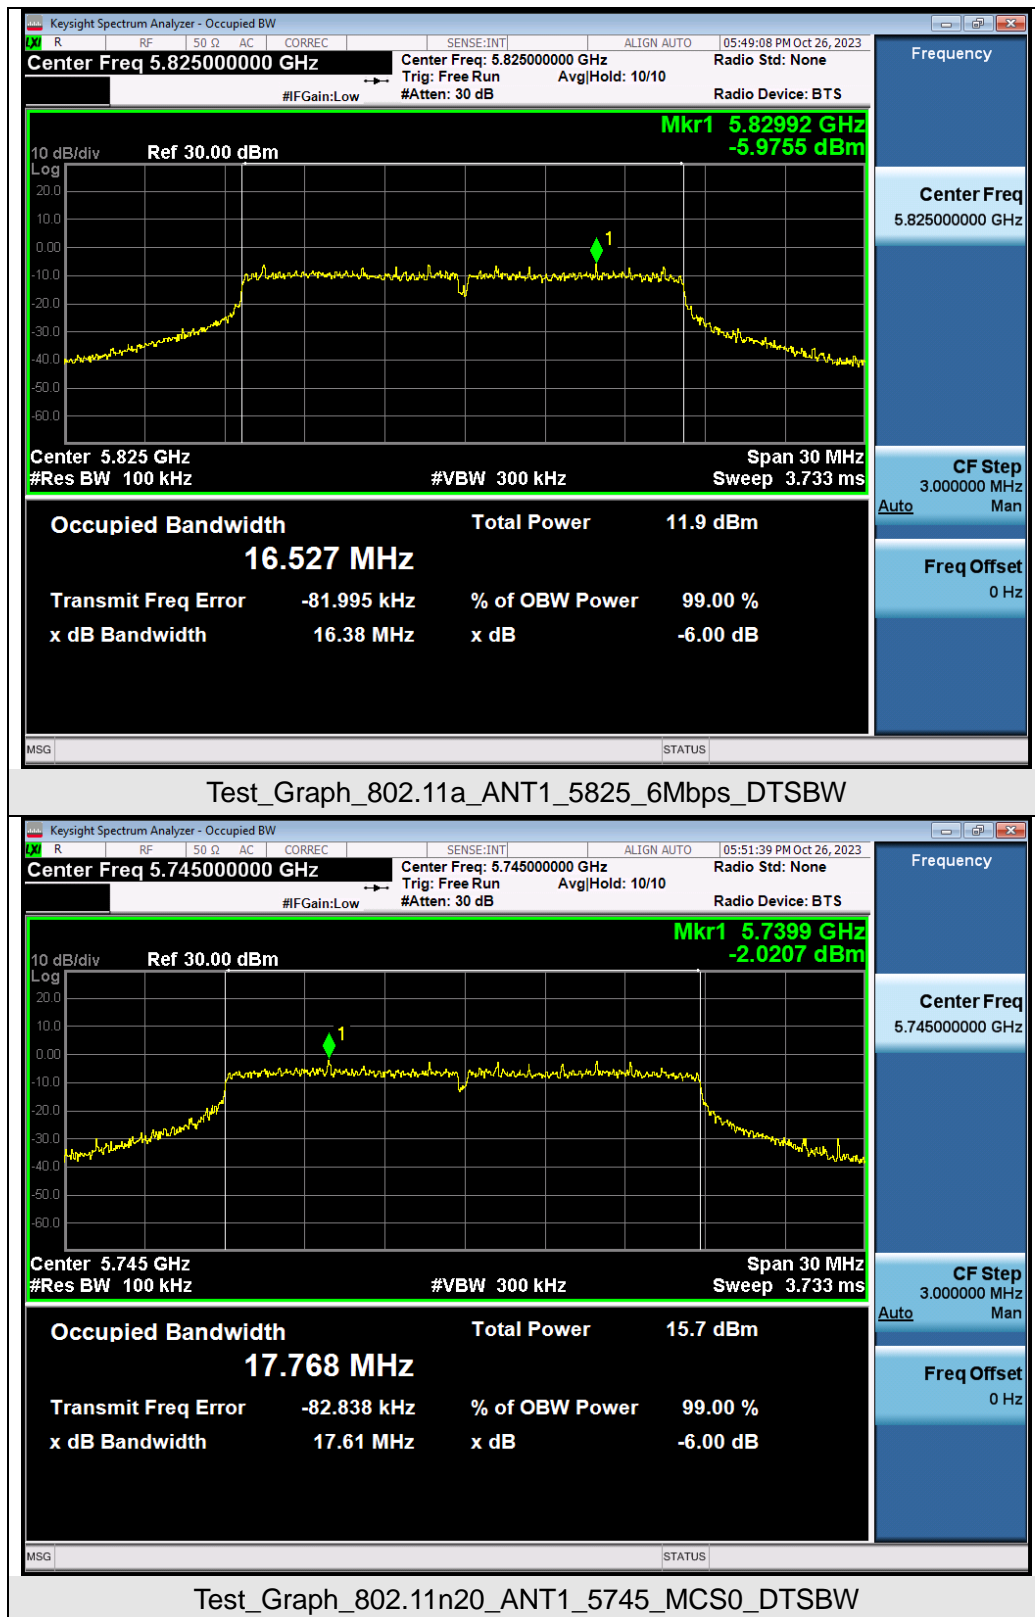 Keysight Spectrum Analyzer - Occupied BW
LXI R RF 50 Ω AC CORREC SENSE:INT ALIGN AUTO 05:49:08 PM Oct 26, 2023
Center Freq 5.825000000 GHz Center Freq: 5.825000000 GHz Radio Std: None Frequency
Trig: Free Run Avg|Hold: 10/10
#IFGain:Low #Atten: 30 dB Radio Device: BTS
Mkr1 5.82992 GHz
10 dB/div Ref 30.00 dBm -5.9755 dBm
Log
20.0
Center Freq
10.0
5.825000000 GHz
0.00
1
-10.0
-20.0
-30.0
-40.0
-50.0
-60.0
Center 5.825 GHz Span 30 MHz
#Res BW 100 kHz #VBW 300 kHz Sweep 3.733 ms
CF Step
3.000000 MHz
Auto Man
Occupied Bandwidth Total Power 11.9 dBm
16.527 MHz
Freq Offset
0 Hz
Transmit Freq Error -81.995 kHz % of OBW Power 99.00 %
x dB Bandwidth 16.38 MHz x dB -6.00 dB
MSG STATUS
Test_Graph_802.11a_ANT1_5825_6Mbps_DTSBW
Keysight Spectrum Analyzer - Occupied BW
LXI R RF 50 Ω AC CORREC SENSE:INT ALIGN AUTO 05:51:39 PM Oct 26, 2023
Center Freq 5.745000000 GHz Center Freq: 5.745000000 GHz Radio Std: None Frequency
Trig: Free Run Avg|Hold: 10/10
#IFGain:Low #Atten: 30 dB Radio Device: BTS
Mkr1 5.7399 GHz
10 dB/div Ref 30.00 dBm -2.0207 dBm
Log
20.0
Center Freq
10.0
5.745000000 GHz
1
0.00
-10.0
-20.0
-30.0
-40.0
-50.0
-60.0
Center 5.745 GHz Span 30 MHz
#Res BW 100 kHz #VBW 300 kHz Sweep 3.733 ms
CF Step
3.000000 MHz
Auto Man
Occupied Bandwidth Total Power 15.7 dBm
17.768 MHz
Freq Offset
0 Hz
Transmit Freq Error -82.838 kHz % of OBW Power 99.00 %
x dB Bandwidth 17.61 MHz x dB -6.00 dB
MSG STATUS
Test_Graph_802.11n20_ANT1_5745_MCS0_DTSBW